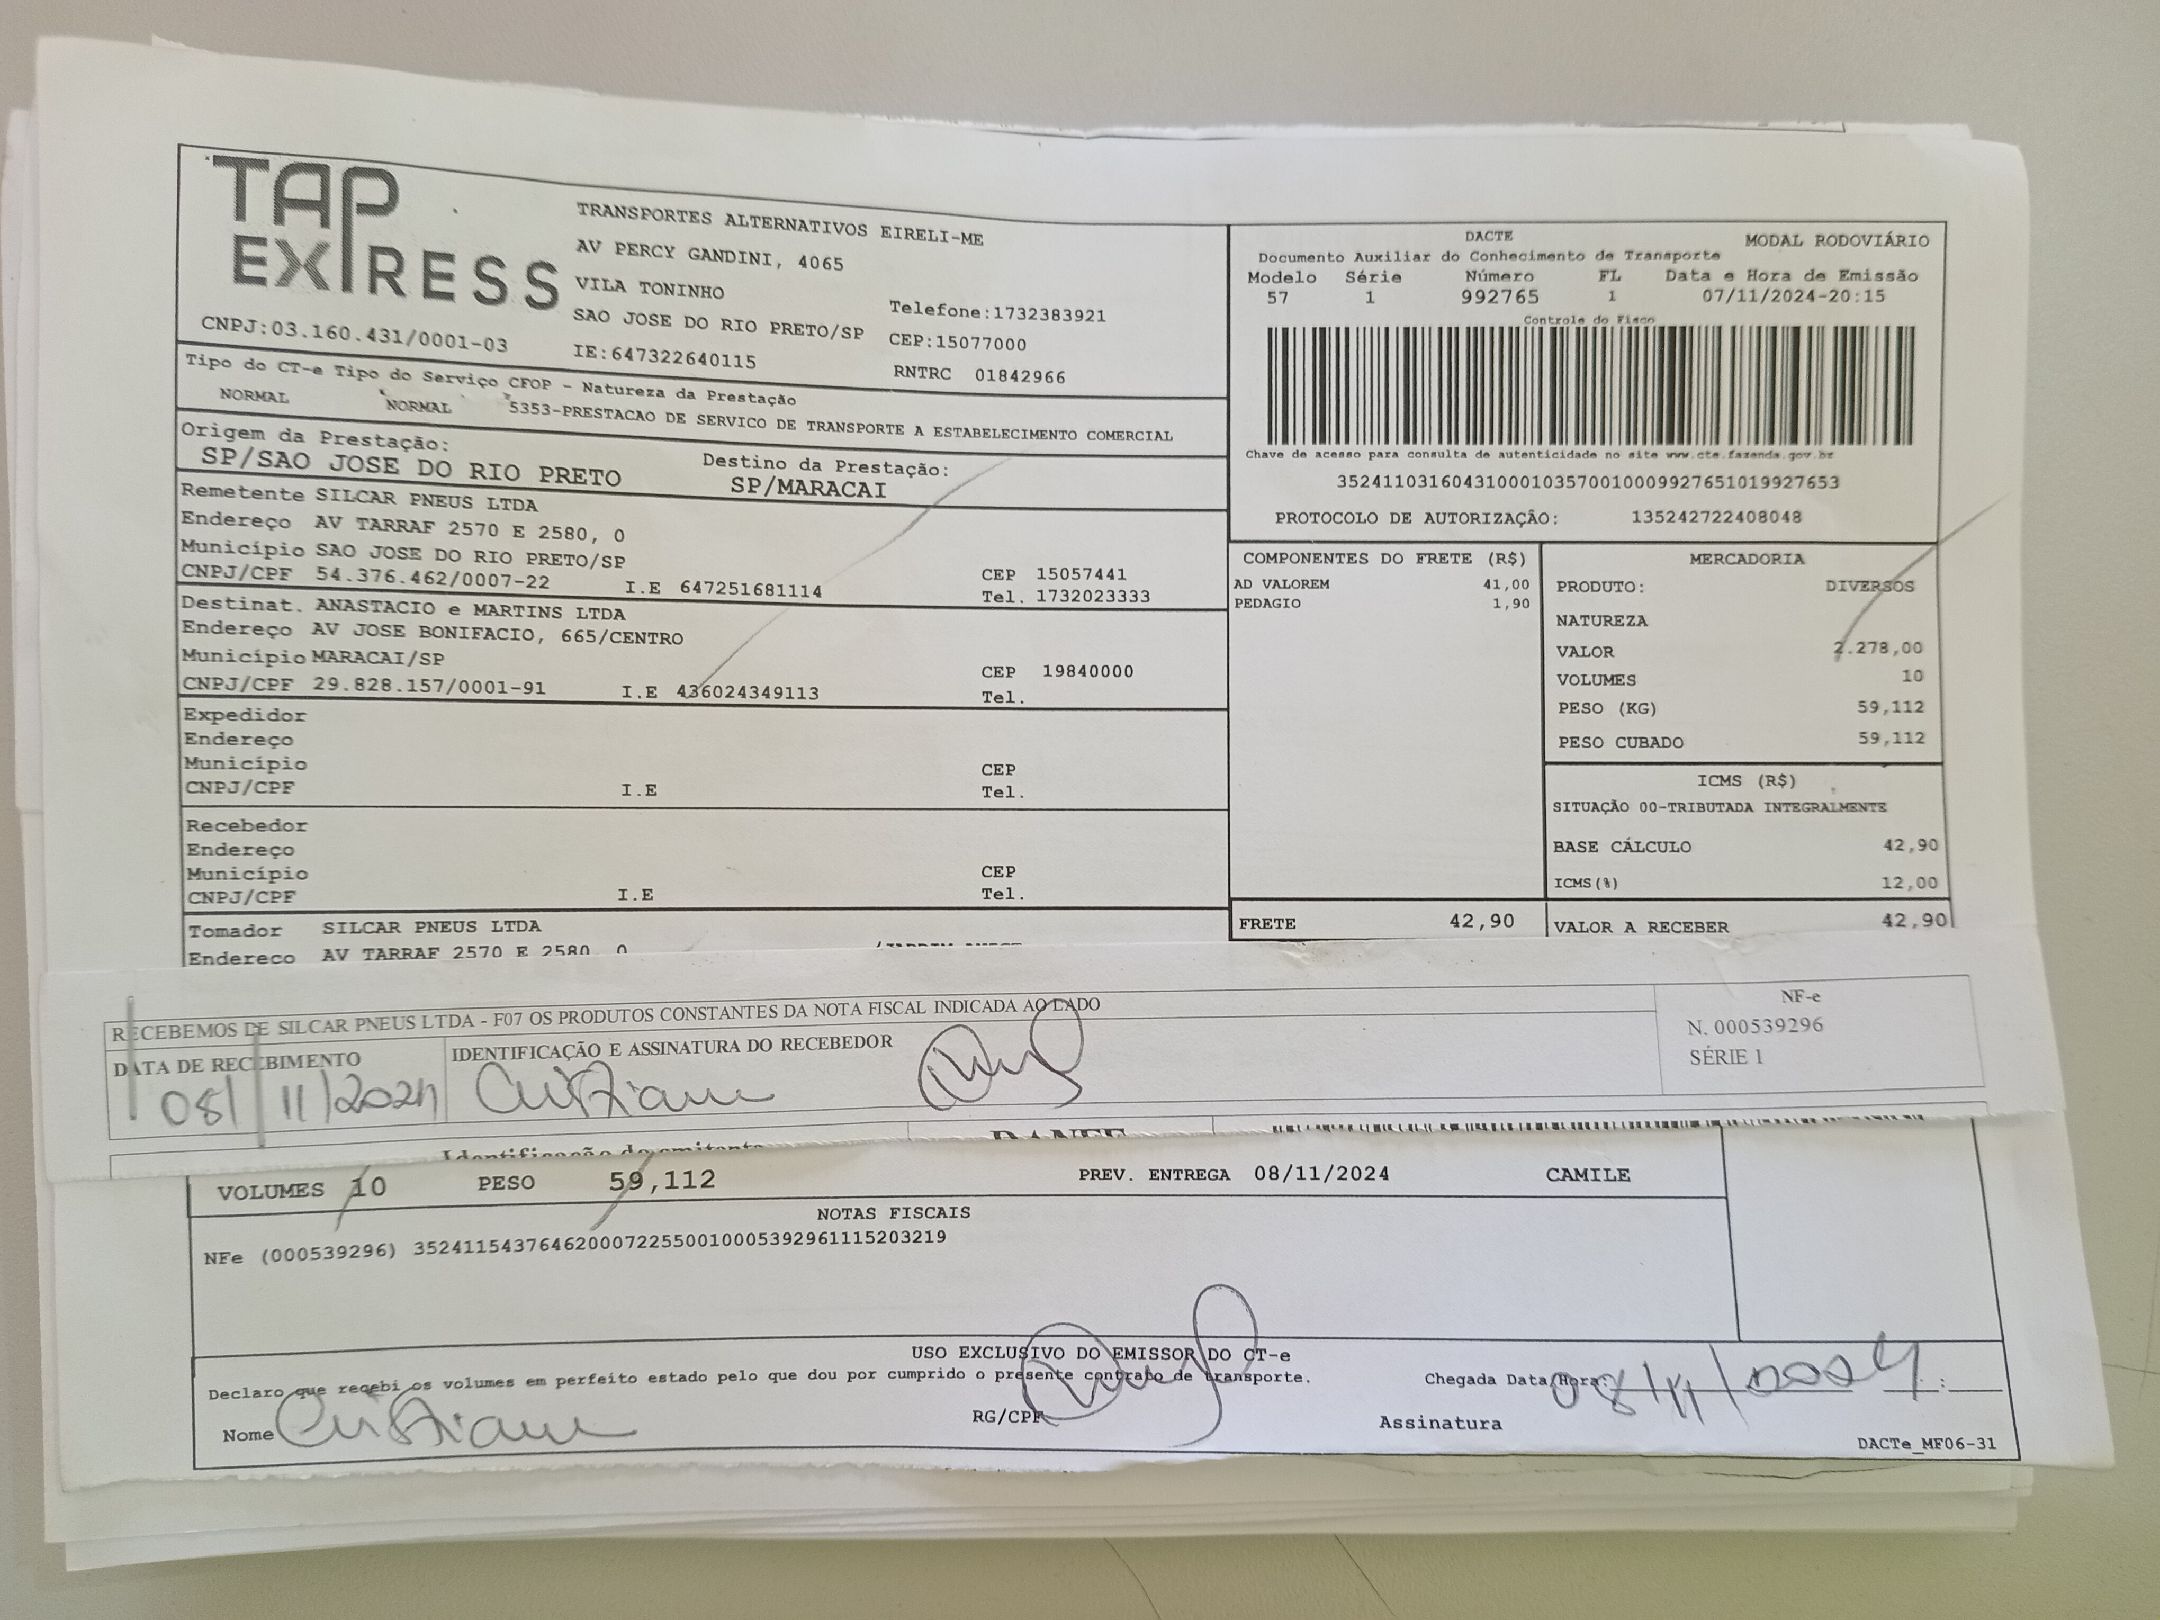 TAP
EXPRESS
CNPJ:03.160.431/0001-03
TRANSPORTES ALTERNATIVOS EIRELI-ME
AV PERCY GANDINI, 4065
VILA TONINHO
SAO JOSE DO RIO PRETO/SP
IE:647322640115
Telefone:1732383921
CEP:15077000
RNTRC 01842966
DACTE MODAL RODOVIÁRIO
Documento Auxiliar do Conhecimento de Transporte
Modelo Série Número FL Data e Hora de Emissão
57 1 992765 1 07/11/2024-20:15
Controle do Fisco
Chave de acesso para consulta de autenticidade no site www.cte.fazenda.gov.br
35241103160431000103570010009927651019927653
PROTOCOLO DE AUTORIZAÇÃO: 135242722408048
Tipo do CT-e Tipo do Serviço CFOP - Natureza da Prestação
NORMAL NORMAL 5353-PRESTACAO DE SERVICO DE TRANSPORTE A ESTABELECIMENTO COMERCIAL
Origem da Prestação: Destino da Prestação:
SP/SAO JOSE DO RIO PRETO SP/MARACAI
Remetente SILCAR PNEUS LTDA
Endereço AV TARRAF 2570 E 2580, 0
Município SAO JOSE DO RIO PRETO/SP CEP 15057441
CNPJ/CPF 54.376.462/0007-22 I.E 647251681114 Tel. 1732023333
Destinat. ANASTACIO e MARTINS LTDA
Endereço AV JOSE BONIFACIO, 665/CENTRO
Município MARACAI/SP CEP 19840000
CNPJ/CPF 29.828.157/0001-91 I.E 436024349113 Tel.
Expedidor
Endereço
Município CEP
CNPJ/CPF I.E Tel.
Recebedor
Endereço
Município CEP
CNPJ/CPF I.E Tel.
Tomador SILCAR PNEUS LTDA
Endereço AV TARRAF 2570 E 2580, 0
COMPONENTES DO FRETE (R$)
AD VALOREM 41,00
PEDAGIO 1,90
FRETE 42,90
MERCADORIA
PRODUTO: DIVERSOS
NATUREZA
VALOR 2.278,00
VOLUMES 10
PESO (KG) 59,112
PESO CUBADO 59,112
ICMS (R$)
SITUAÇÃO 00-TRIBUTADA INTEGRALMENTE
BASE CÁLCULO 42,90
ICMS(%) 12,00
VALOR A RECEBER 42,90
RECEBEMOS DE SILCAR PNEUS LTDA - F07 OS PRODUTOS CONSTANTES DA NOTA FISCAL INDICADA AO LADO
DATA DE RECEBIMENTO IDENTIFICAÇÃO E ASSINATURA DO RECEBEDOR
08/11/2024 Cristiane
NF-e
N. 000539296
SÉRIE 1
Identificação do emitente DANFE
VOLUMES 10 PESO 59,112 PREV. ENTREGA 08/11/2024 CAMILE
NOTAS FISCAIS
NFe (000539296) 35241154376462000722550010005392961115203219
USO EXCLUSIVO DO EMISSOR DO CT-e
Declaro que recebi os volumes em perfeito estado pelo que dou por cumprido o presente contrato de transporte.
Chegada Data/Hora: 08/11/2024 __:__
Nome Cristiane RG/CPF Assinatura
DACTe_MF06-31